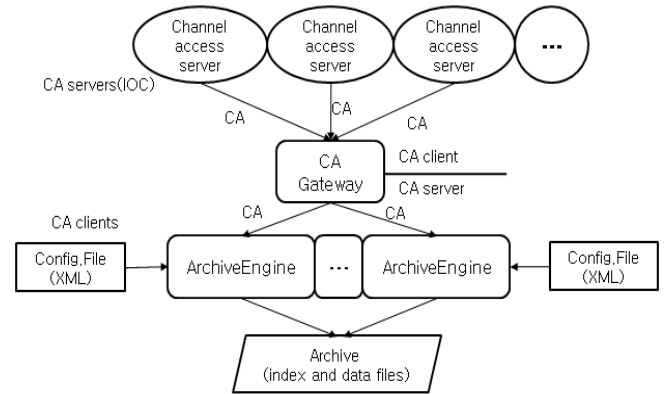 Channel
access
server
Channel
access
server
Channel
access
server
...
CA servers(IOC)
CA
CA
CA
CA
Gateway
CA client
CA server
CA
CA
CA clients
Config,File
(XML)
ArchiveEngine
...
ArchiveEngine
Config,File
(XML)
Archive
(index and data files)